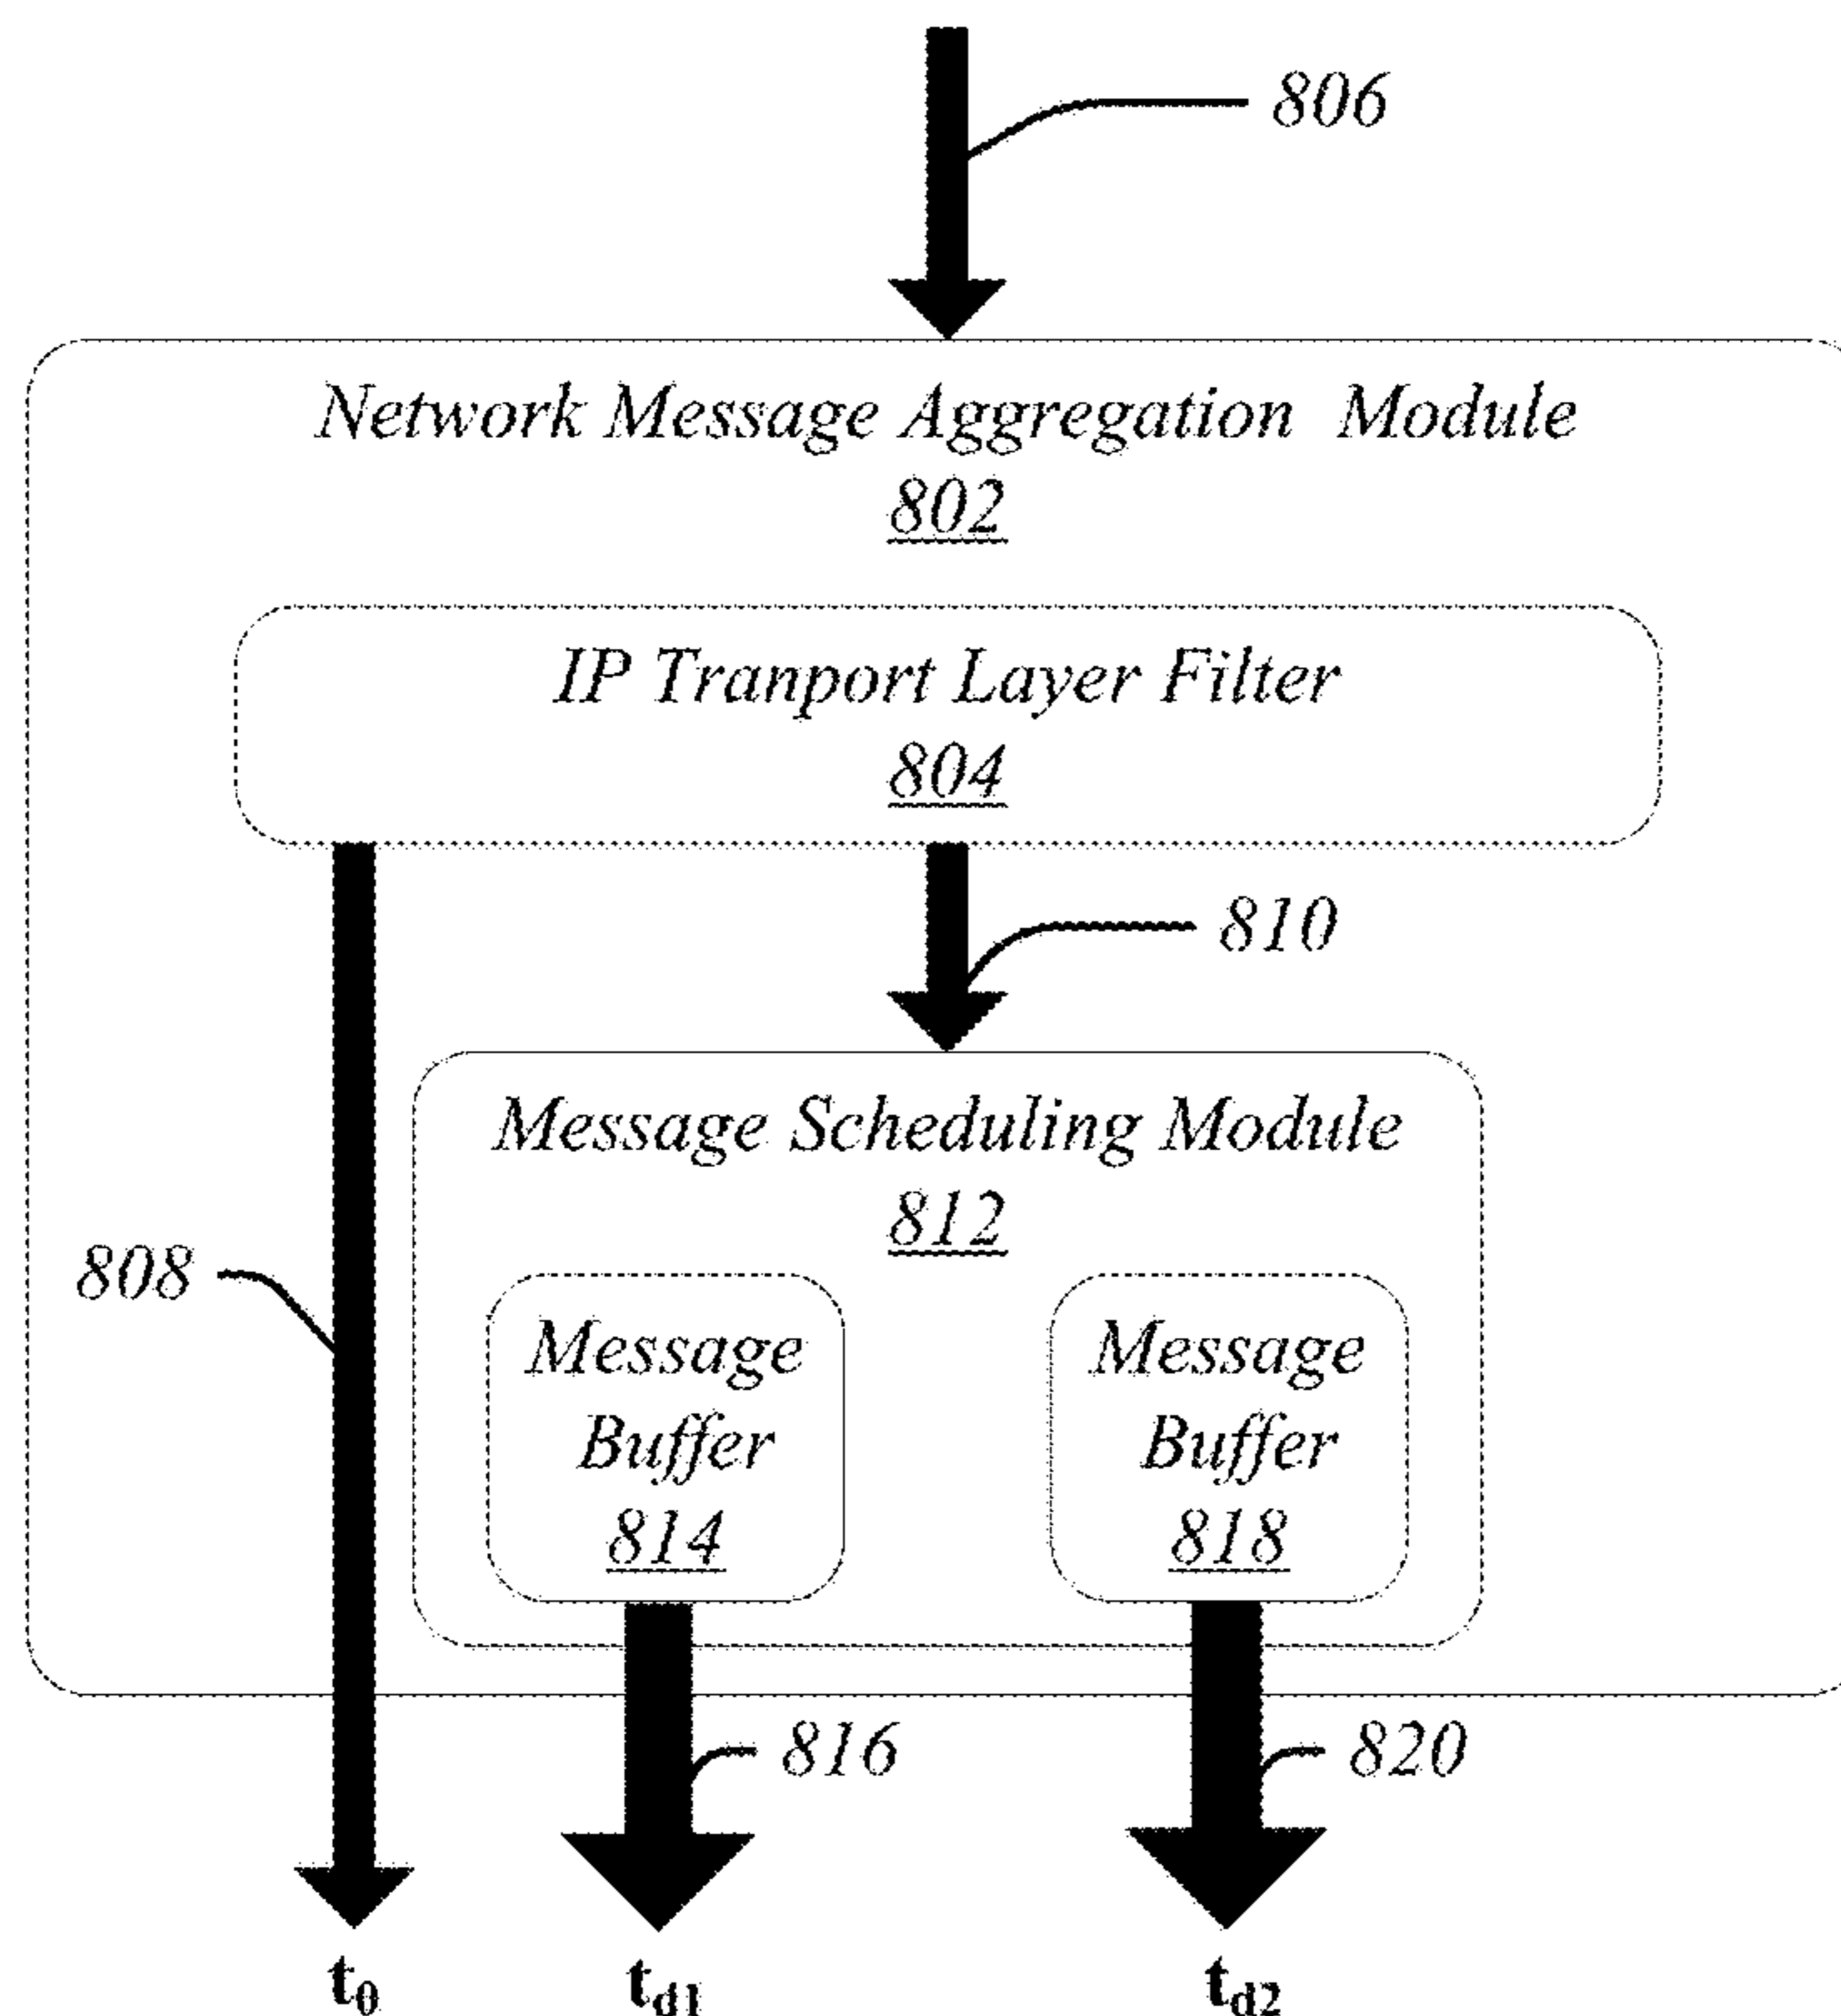 806
Network Message Aggregation Module
802
IP Tranport Layer Filter
804
810
Message Scheduling Module
812
808
Message
Buffer
814
Message
Buffer
818
816
820
t0
td1
td2